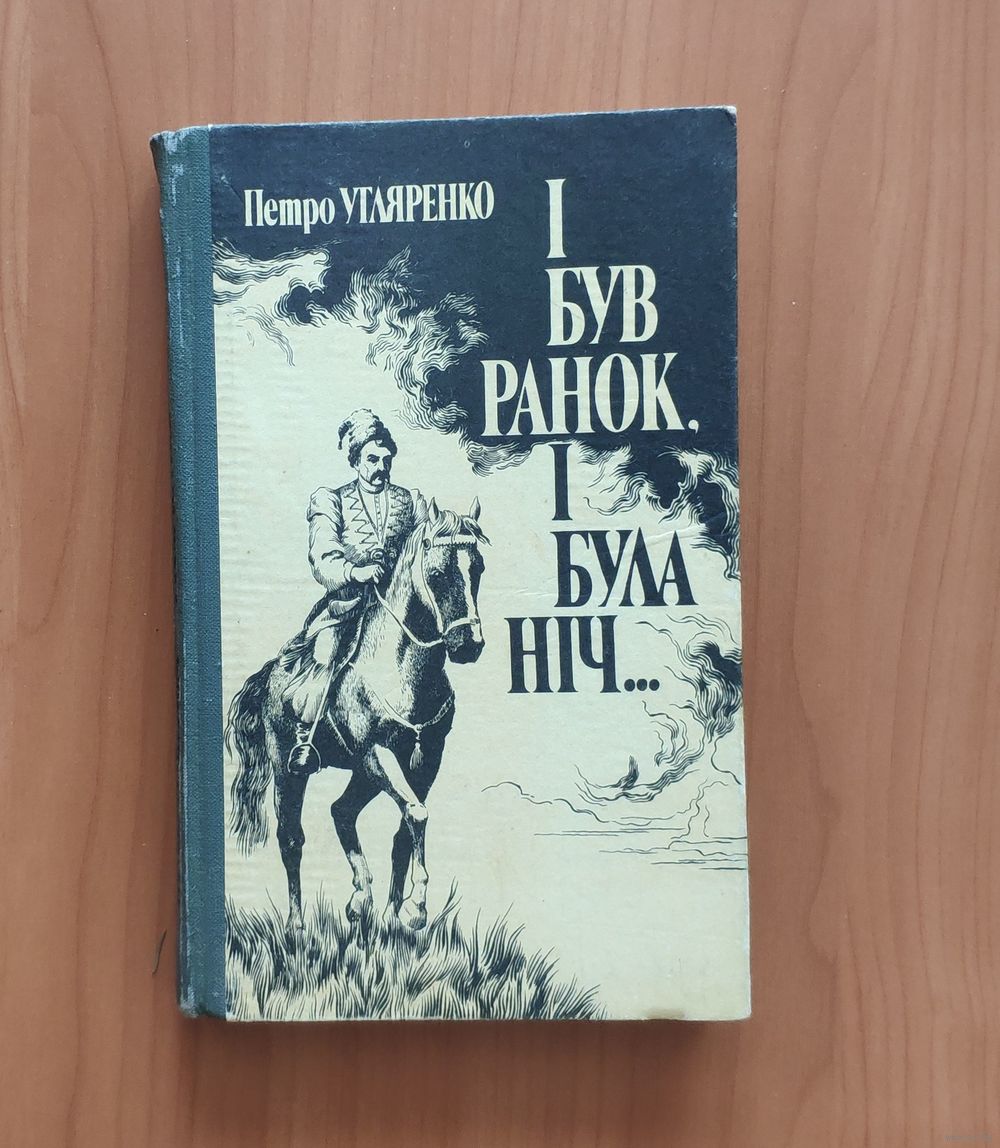 Петро УГЛЯРЕНКО
І
БУВ
РАНОК,
І
БУЛА
НІЧ...